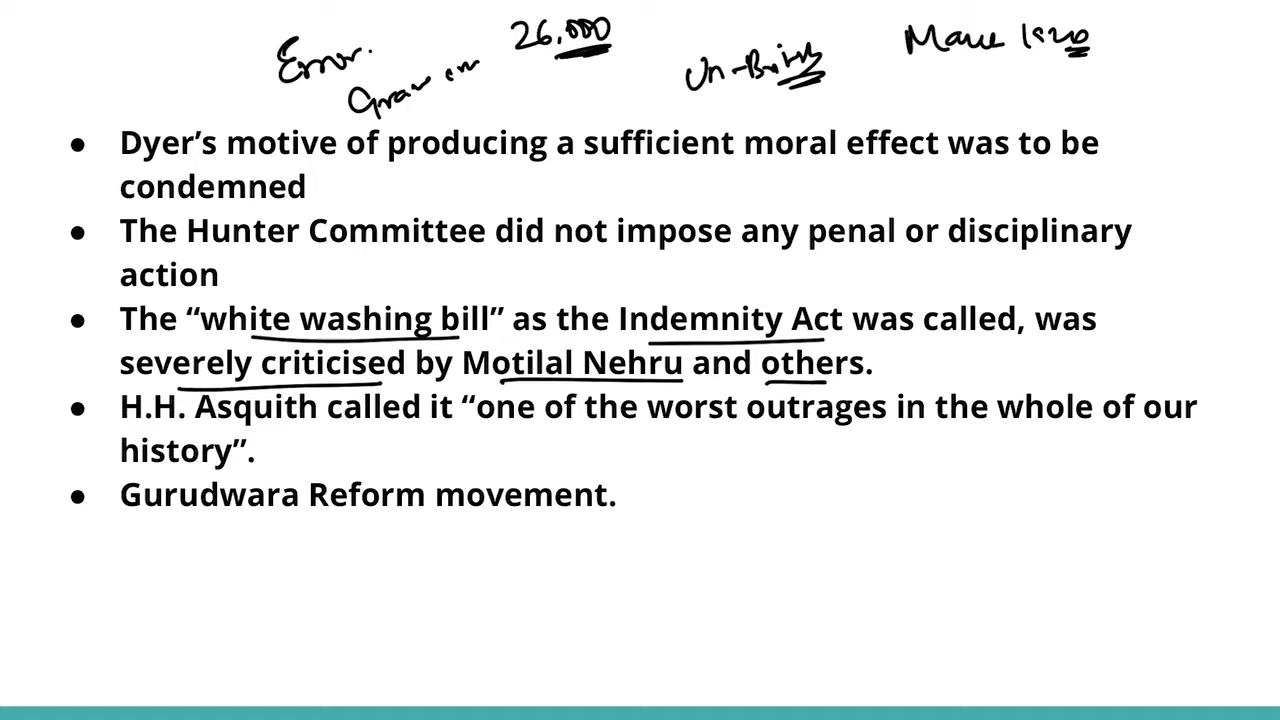 Error.
26.000
Un-British
1920
● Dyer’s motive of producing a sufficient moral effect was to be
condemned
● The Hunter Committee did not impose any penal or disciplinary
action
● The “white washing bill” as the Indemnity Act was called, was
severely criticised by Motilal Nehru and others.
● H.H. Asquith called it “one of the worst outrages in the whole of our
history”.
● Gurudwara Reform movement.